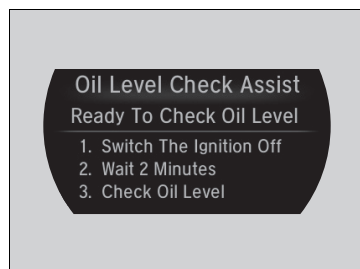 Oil Level Check Assist
Ready To Check Oil Level
1. Switch The Ignition Off
2. Wait 2 Minutes
3. Check Oil Level